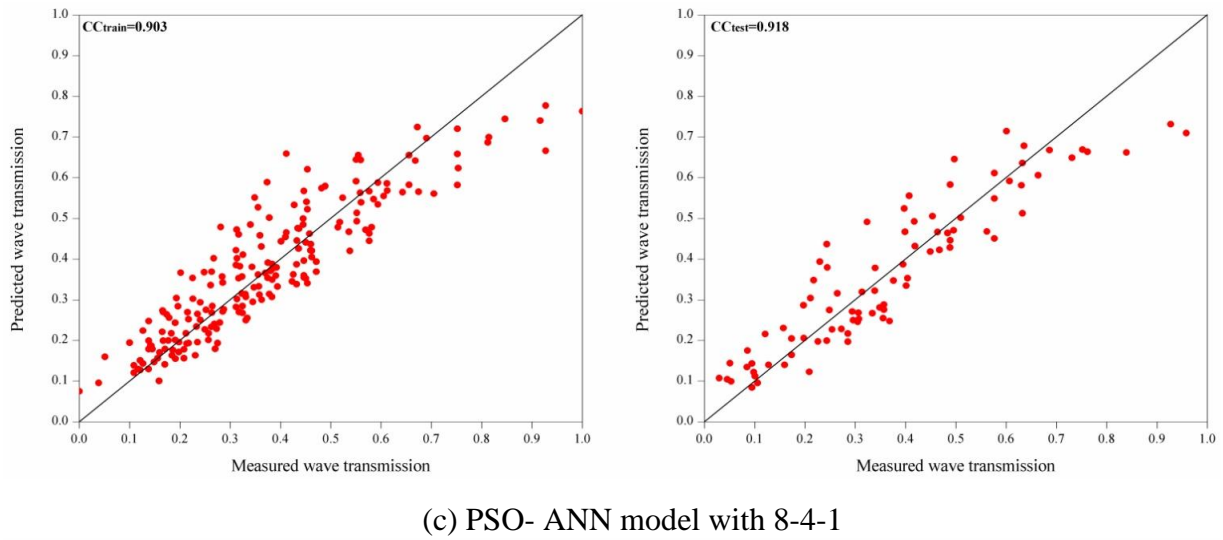 CCtrain=0.903
1.0
0.9
0.8
0.7
0.6
0.5
0.4
0.3
0.2
0.1
0.0
Predicted wave transmission
0.0 0.1 0.2 0.3 0.4 0.5 0.6 0.7 0.8 0.9 1.0
Measured wave transmission
CCtest=0.918
1.0
0.9
0.8
0.7
0.6
0.5
0.4
0.3
0.2
0.1
0.0
Predicted wave transmission
0.0 0.1 0.2 0.3 0.4 0.5 0.6 0.7 0.8 0.9 1.0
Measured wave transmission
(c) PSO- ANN model with 8-4-1